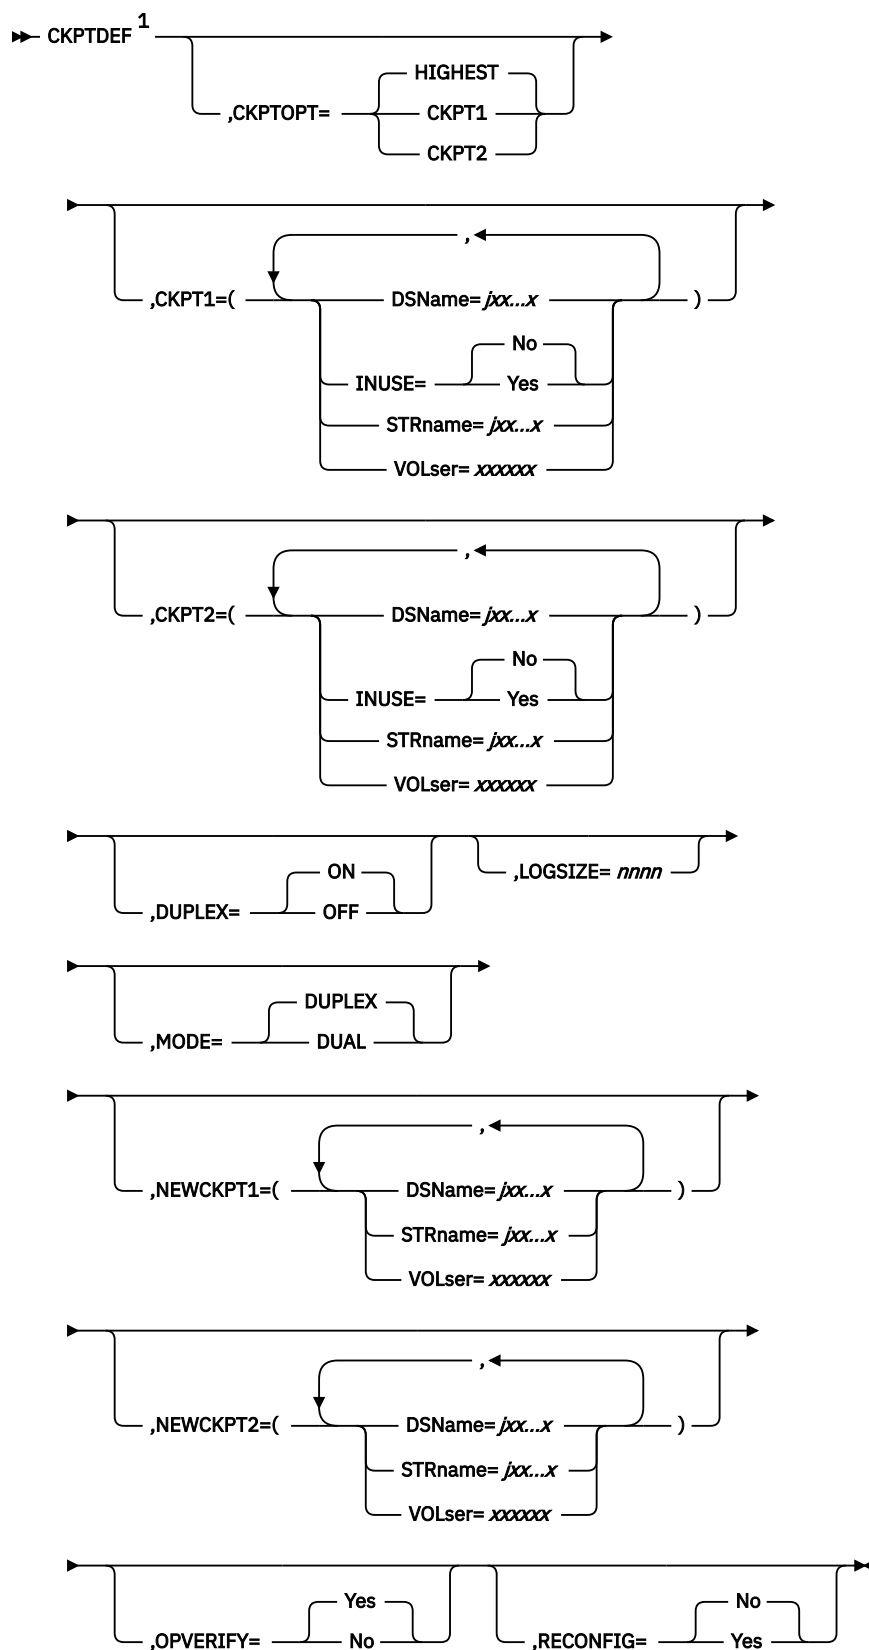 CKPTDEF 1
HIGHEST
,CKPTOPT= CKPT1
CKPT2
,
,CKPT1=( DSName= jxx...x )
No
INUSE= Yes
STRname= jxx...x
VOLser= xxxxxx
,
,CKPT2=( DSName= jxx...x )
No
INUSE= Yes
STRname= jxx...x
VOLser= xxxxxx
ON ,LOGSIZE= nnnn
,DUPLEX= OFF
DUPLEX
,MODE= DUAL
,
,NEWCKPT1=( DSName= jxx...x )
STRname= jxx...x
VOLser= xxxxxx
,
,NEWCKPT2=( DSName= jxx...x )
STRname= jxx...x
VOLser= xxxxxx
Yes No
,OPVERIFY= No ,RECONFIG= Yes